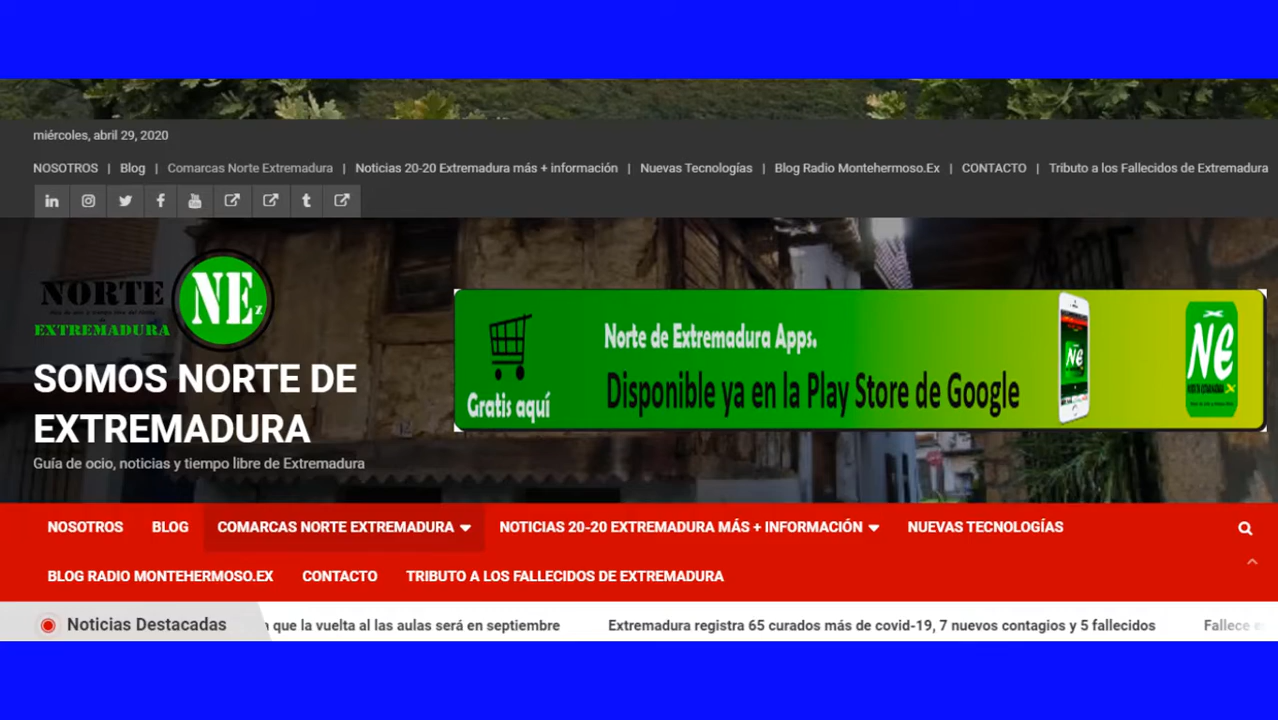 miércoles, abril 29, 2020
NOSOTROS | Blog | Comarcas Norte Extremadura | Noticias 20-20 Extremadura más + información | Nuevas Tecnologías | Blog Radio Montehermoso.Ex | CONTACTO | Tributo a los Fallecidos de Extremadura
NORTE
EXTREMADURA
NEx
SOMOS NORTE DE
EXTREMADURA
Guía de ocio, noticias y tiempo libre de Extremadura
Norte de Extremadura Apps.
Disponible ya en la Play Store de Google
Gratis aquí
NE
NE
NOSOTROS BLOG COMARCAS NORTE EXTREMADURA NOTICIAS 20-20 EXTREMADURA MÁS + INFORMACIÓN NUEVAS TECNOLOGÍAS
BLOG RADIO MONTEHERMOSO.EX CONTACTO TRIBUTO A LOS FALLECIDOS DE EXTREMADURA
Noticias Destacadas que la vuelta al las aulas será en septiembre Extremadura registra 65 curados más de covid-19, 7 nuevos contagios y 5 fallecidos Fallece